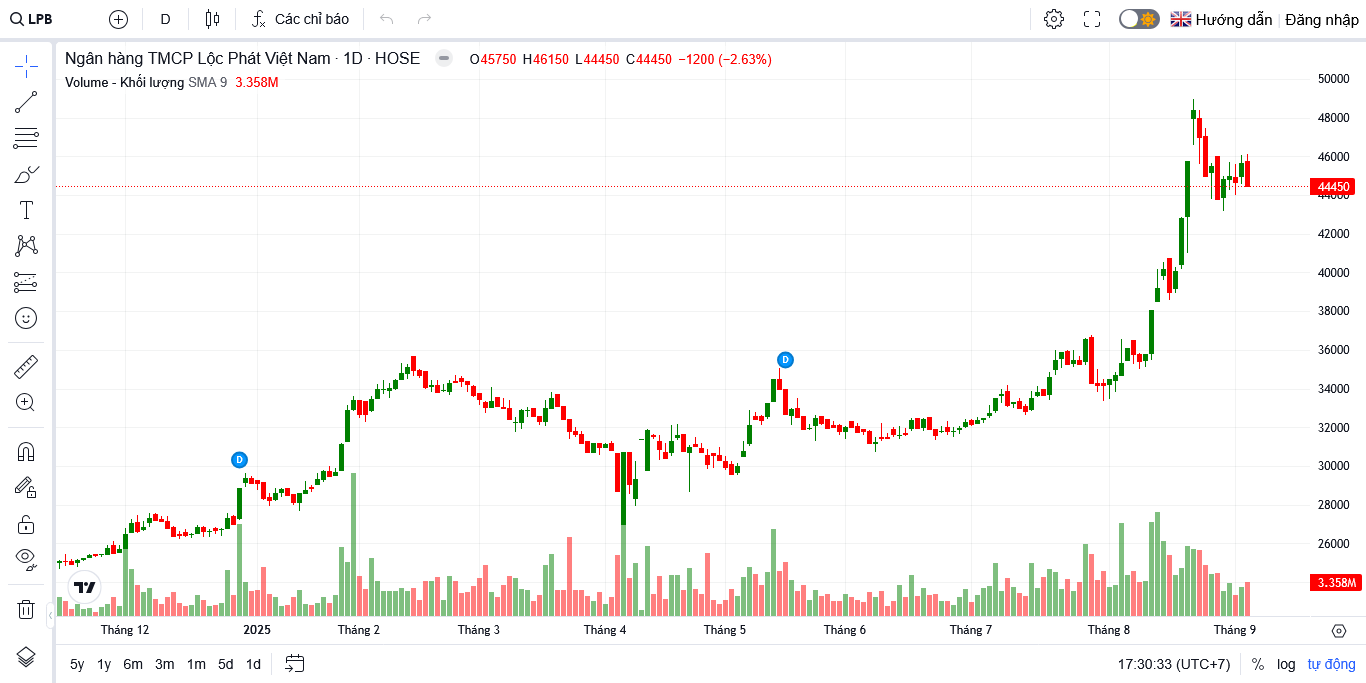 LPB D Các chỉ báo Hướng dẫn Đăng nhập
Ngân hàng TMCP Lộc Phát Việt Nam · 1D · HOSE O45750 H46150 L44450 C44450 −1200 (−2.63%)
Volume - Khối lượng SMA 9 3.358M
50000
48000
46000
44450
44000
42000
40000
38000
36000
34000
32000
30000
28000
26000
3.358M
D
D
Tháng 12 2025 Tháng 2 Tháng 3 Tháng 4 Tháng 5 Tháng 6 Tháng 7 Tháng 8 Tháng 9
5y 1y 6m 3m 1m 5d 1d 17:30:33 (UTC+7) % log tự động